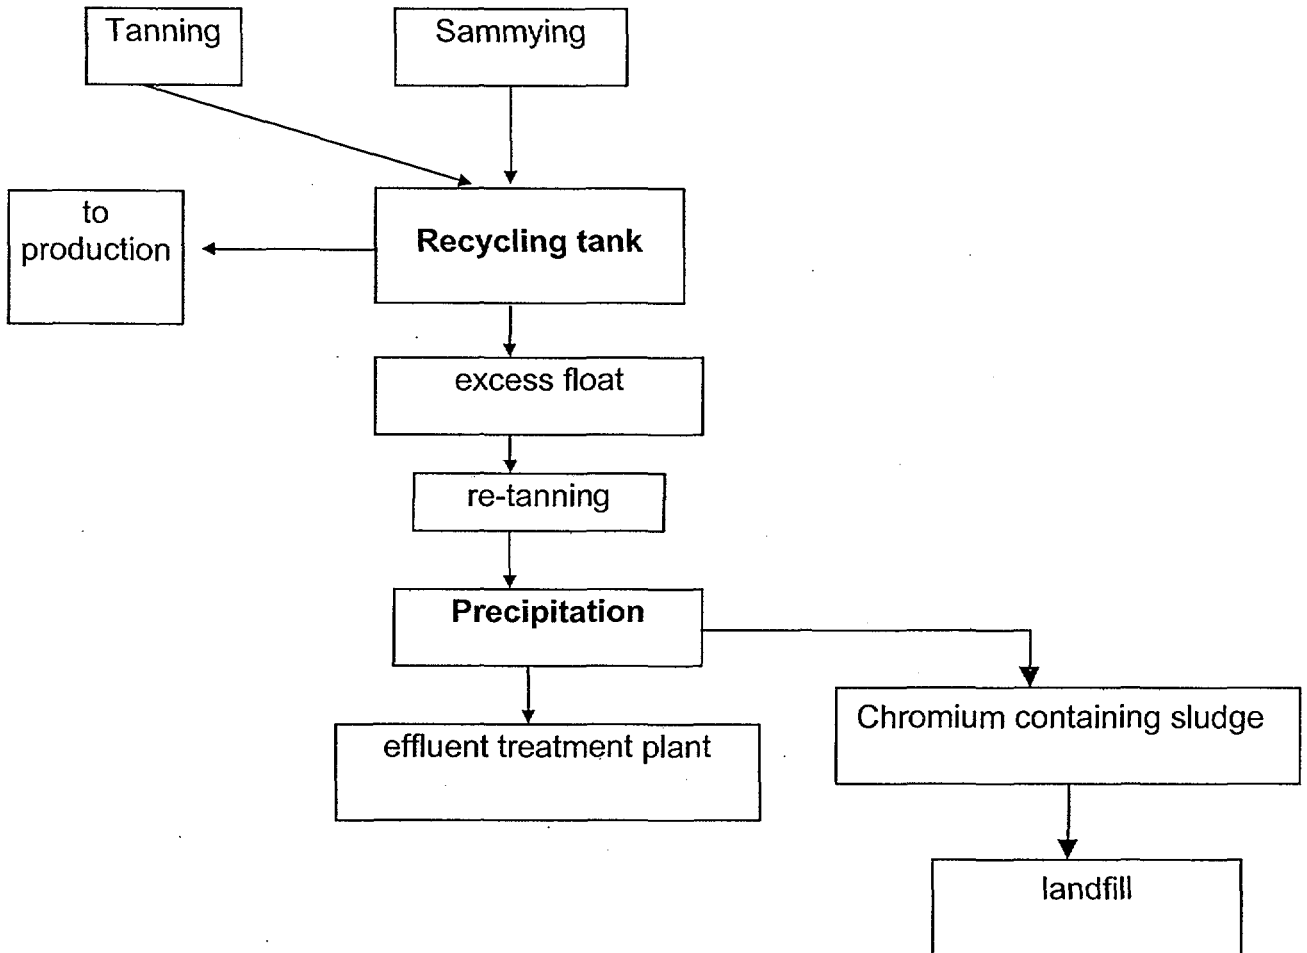 Tanning
Sammying
to
production
Recycling tank
excess float
re-tanning
Precipitation
effluent treatment plant
Chromium containing sludge
landfill